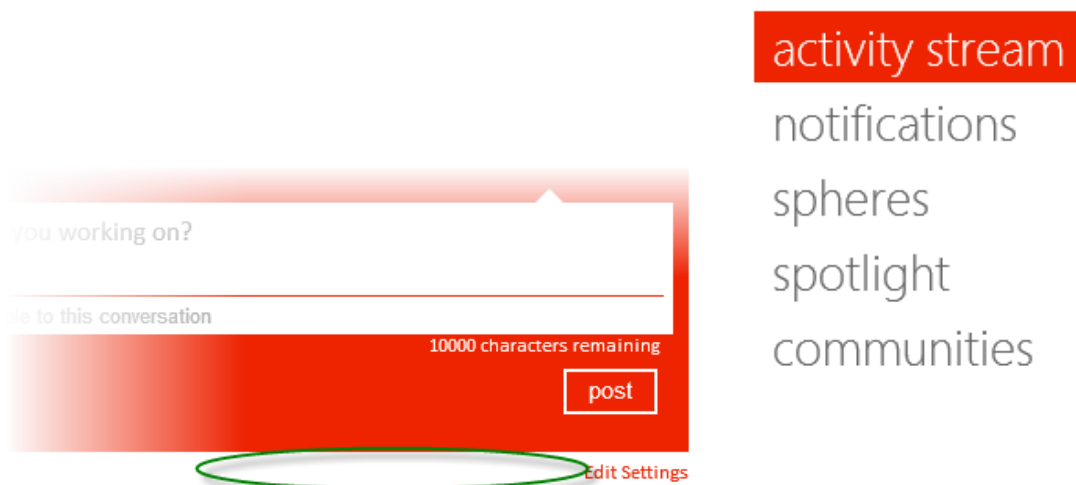 you working on?
to this conversation
10000 characters remaining
post
Edit Settings
activity stream
notifications
spheres
spotlight
communities